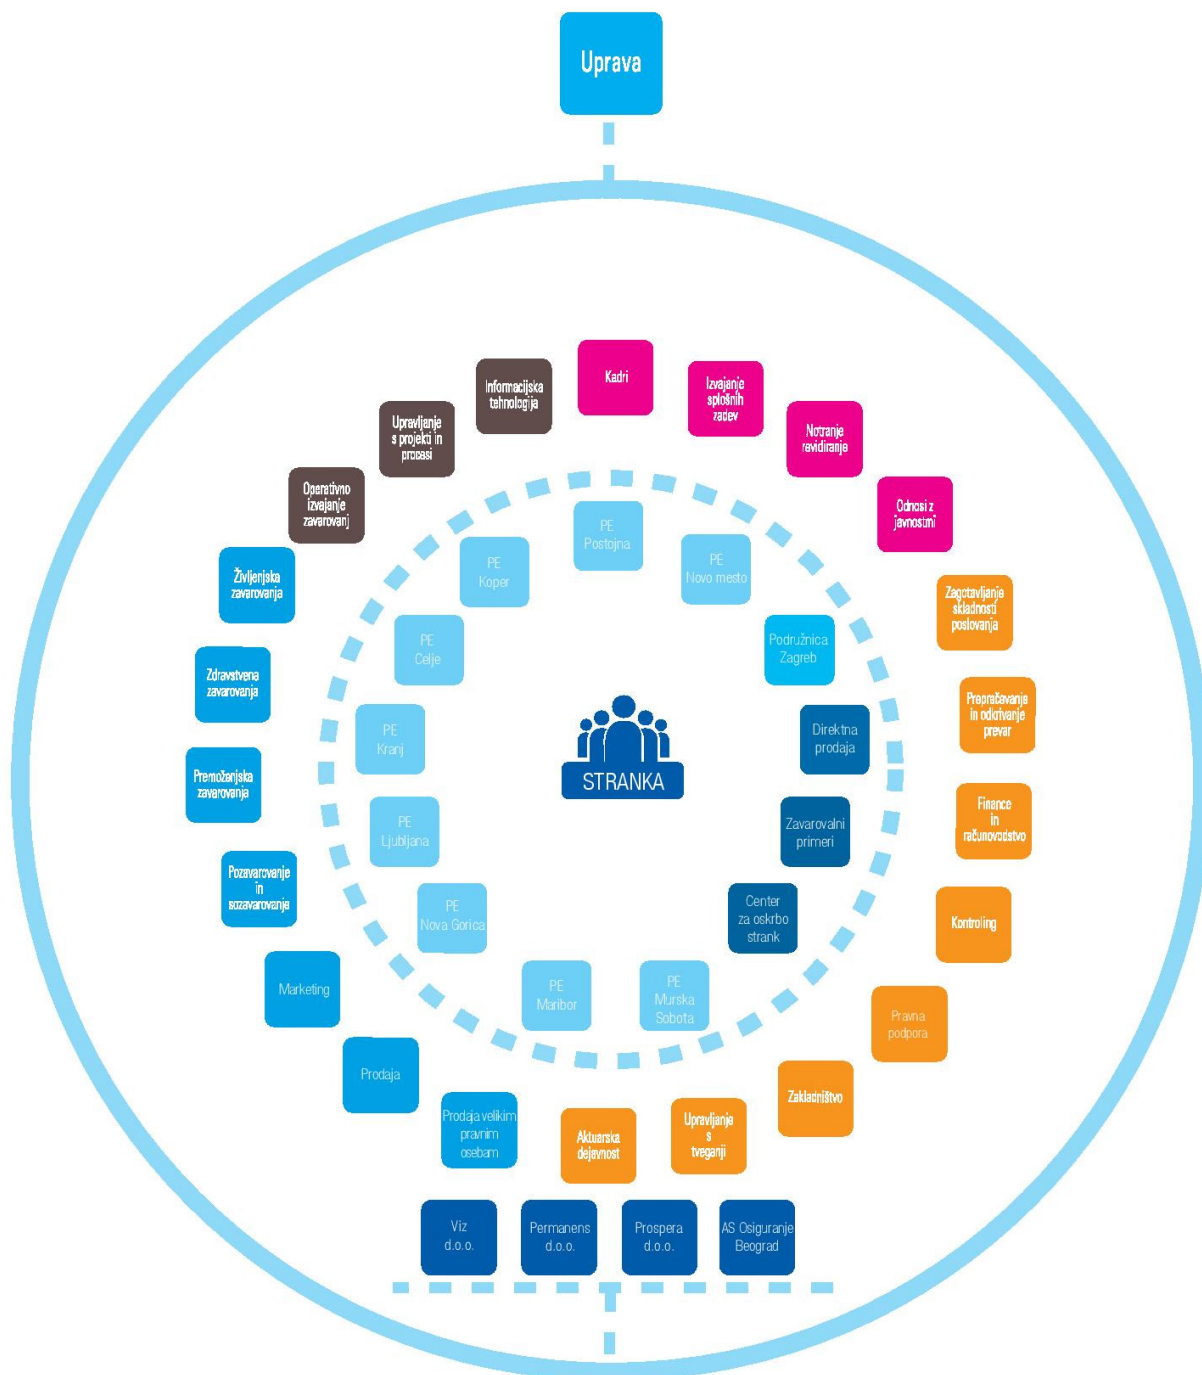 Uprava
Kadri
Informacijska
tehnologija
Izvajanje
splošnih
zadev
Upravljanje
s projekti in
procesi
Notranje
revidiranje
Operativno
izvajanje
zavarovanj
Odnosi z
javnostmi
PE
Postojna
PE
Koper
PE
Novo mesto
Življenjska
zavarovanja
Zagotavljanje
skladnosti
poslovanja
PE
Celje
Podružnica
Zagreb
Zdravstvena
zavarovanja
Preprečevanje
in odkrivanje
prevar
PE
Kranj
Direktna
prodaja
STRANKA
Premoženjska
zavarovanja
Finance
in
računovodstvo
PE
Ljubljana
Zavarovalni
primeri
Pozavarovanje
in
sozavarovanje
Kontroling
PE
Nova Gorica
Center
za oskrbo
strank
Marketing
PE
Maribor
PE
Murska
Sobota
Pravna
podpora
Prodaja
Zakladništvo
Prodaja velikim
pravnim
osebam
Aktuarska
dejavnost
Upravljanje
s
tveganji
Viz
d.o.o.
Permanens
d.o.o.
Prospera
d.o.o.
AS Osiguranje
Beograd